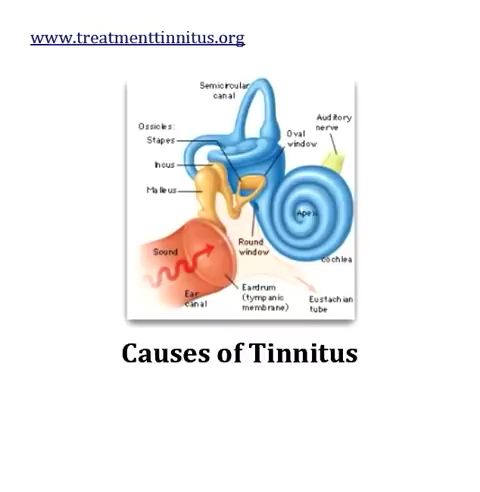 www.treatmenttinnitus.org
Semicircular
canal
Auditory
nerve
Ossicles:
Stapes
Oval
window
Incus
Malleus
Apex
Sound
Round
window
cochlea
Ear
canal
Eardrum
(tympanic
membrane)
Eustachian
tube
Causes of Tinnitus